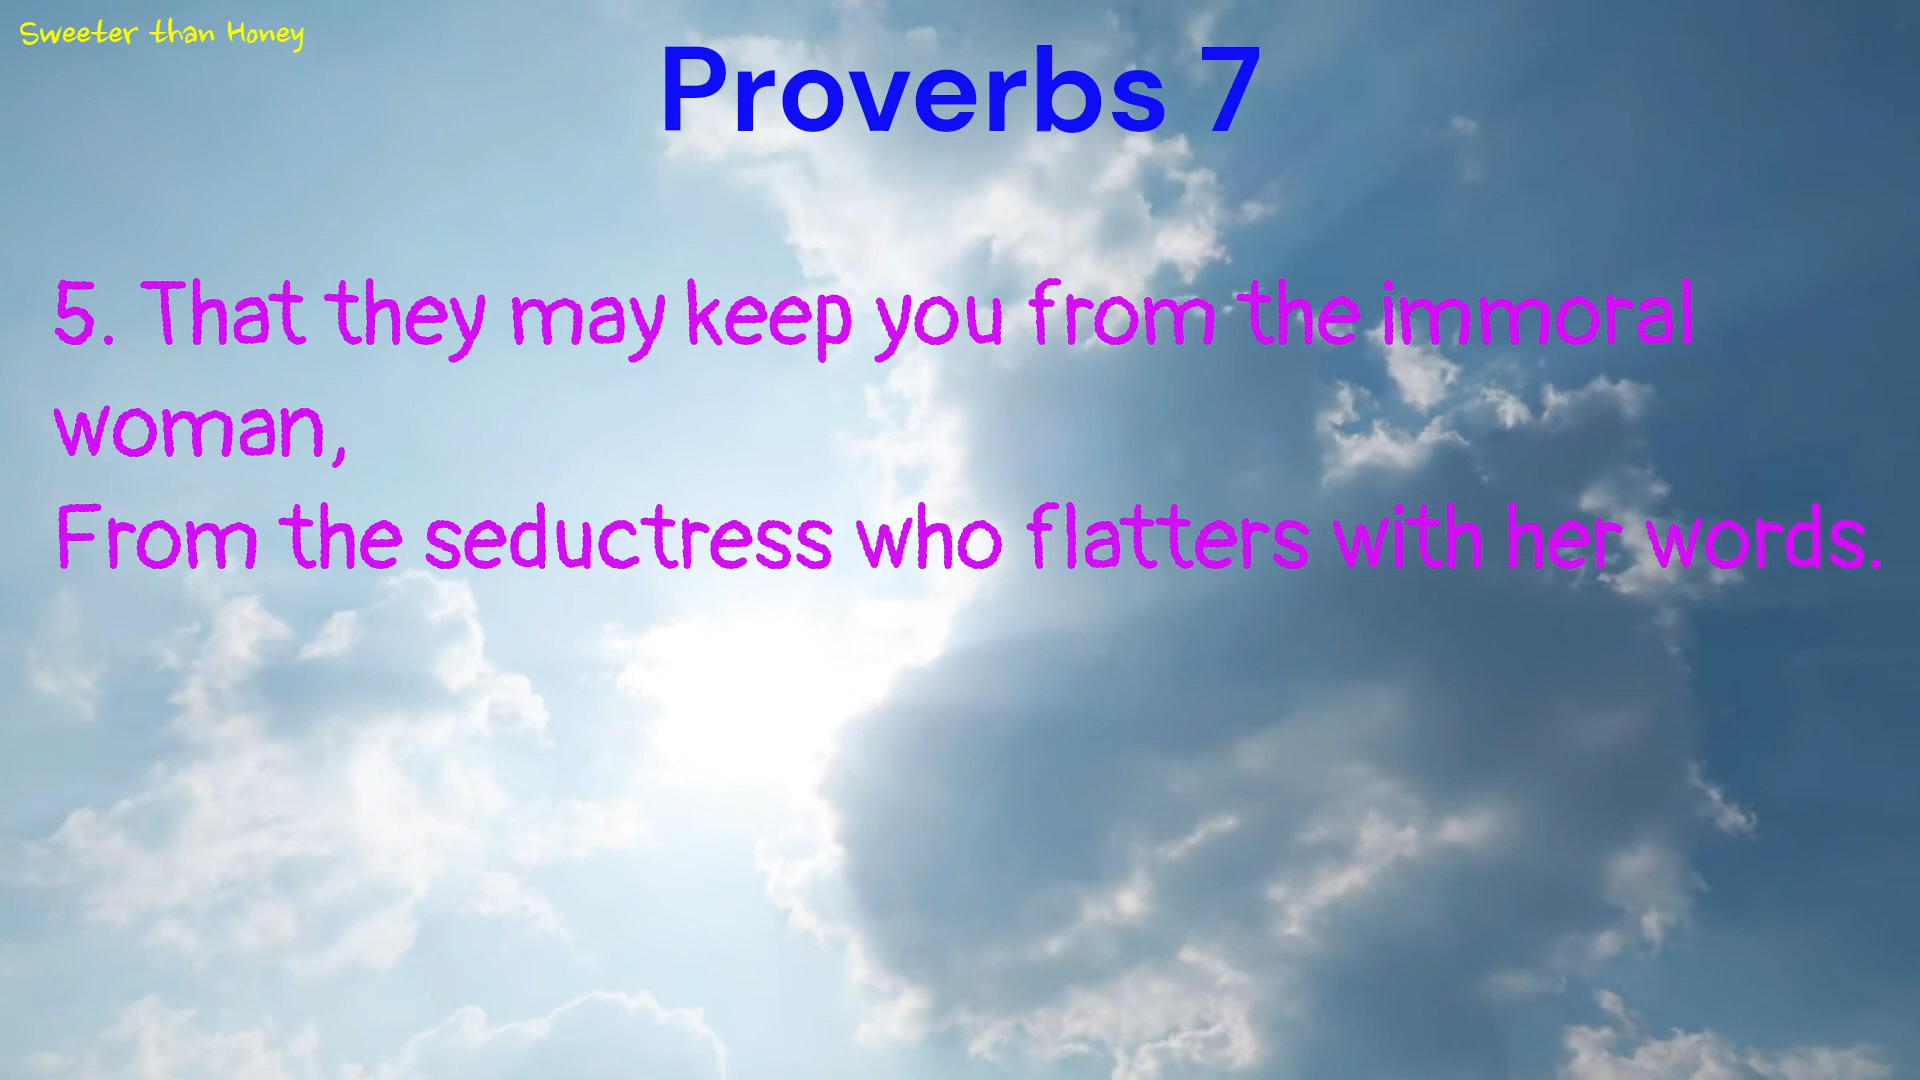 Sweeter than Honey
Proverbs 7
5. That they may keep you from the immoral
woman,
From the seductress who flatters with her words.